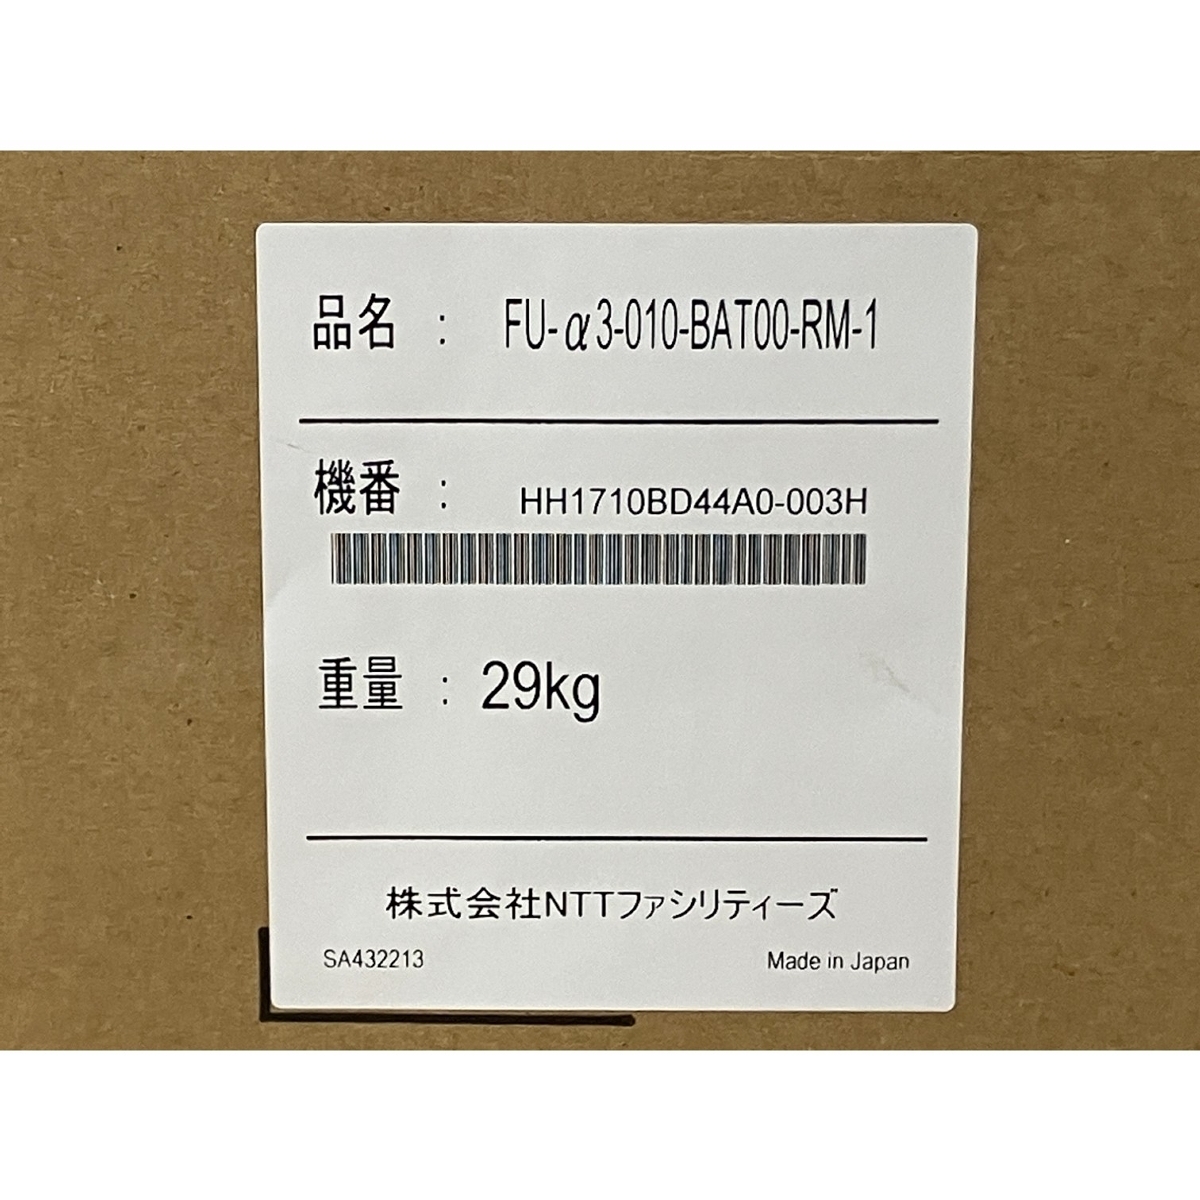 品名 : FU-α3-010-BAT00-RM-1
機番 : HH1710BD44A0-003H
重量 : 29kg
株式会社NTTファシリティーズ
SA432213 Made in Japan